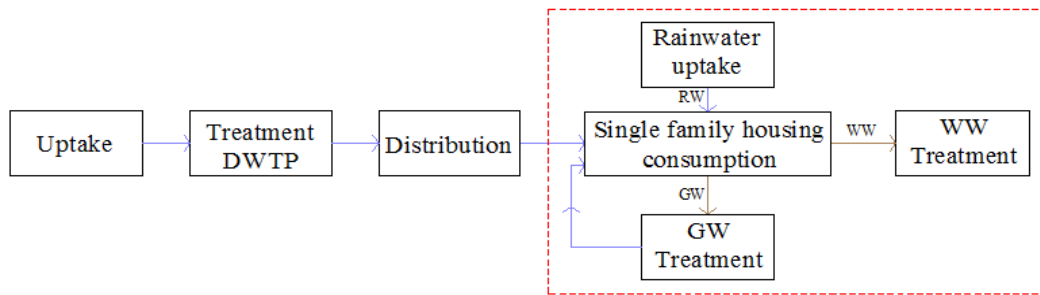 Rainwater
uptake
RW
Uptake
Treatment
DWTP
Distribution
Single family housing
consumption
WW
WW
Treatment
GW
GW
Treatment